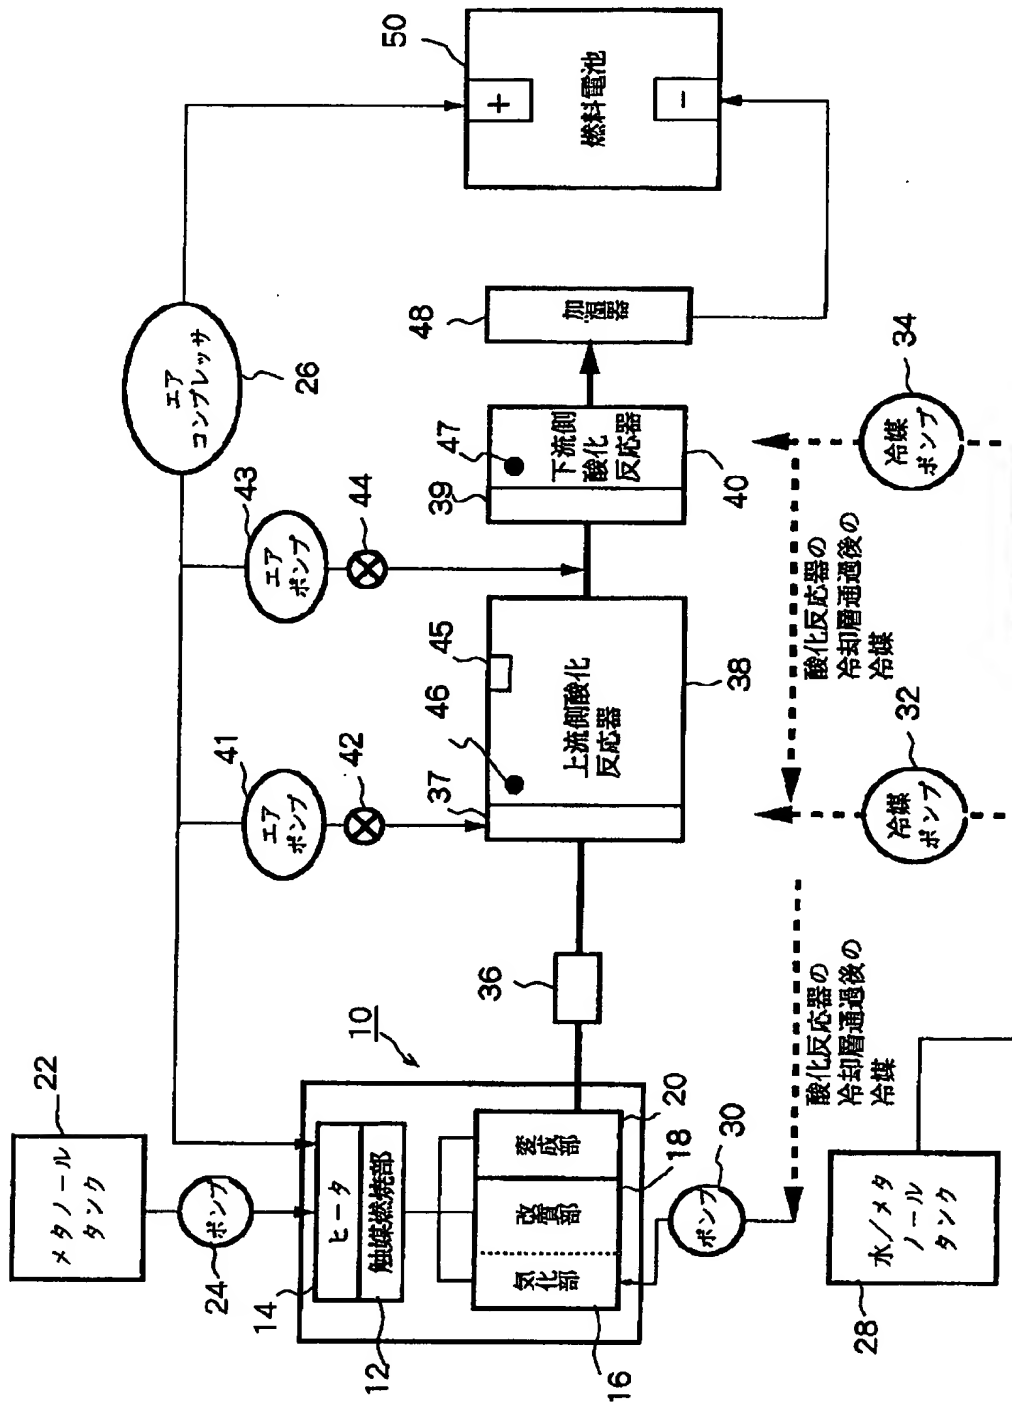 メタノール
タンク
22
ポンプ
24
10
14
ヒータ
触媒燃焼部
12
気化部
改質部
変成部
16
18
20
ポンプ
30
水/メタ
ノール
タンク
28
36
エア
コンプレッサ
26
エア
ポンプ
41
42
エア
ポンプ
43
44
37
46
45
上流側酸化
反応器
38
39
47
下流側
酸化
反応器
40
加湿器
48
50
+
燃料電池
−
冷媒
ポンプ
32
冷媒
ポンプ
34
酸化反応器の
冷却層通過後の
冷媒
酸化反応器の
冷却層通過後の
冷媒